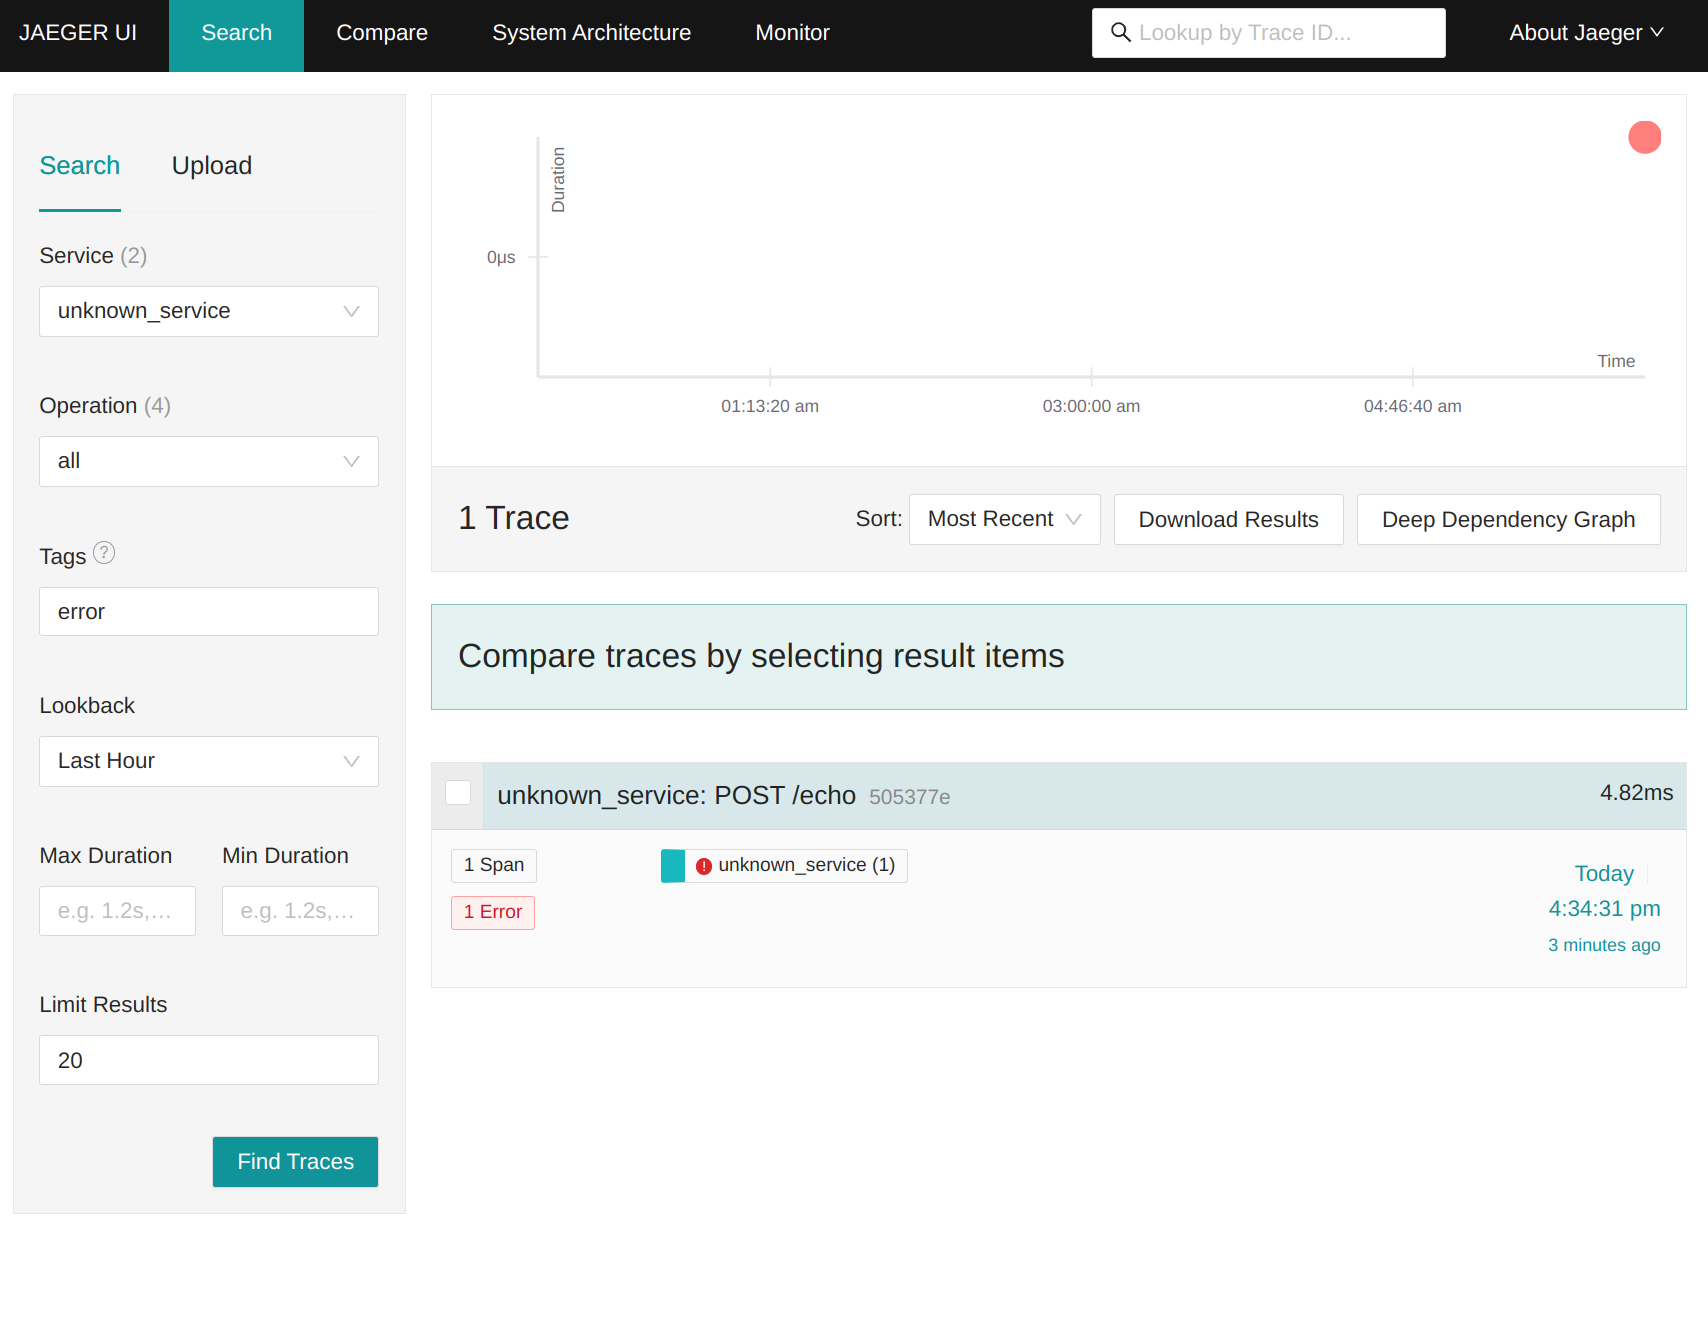 JAEGER UI Search Compare System Architecture Monitor Lookup by Trace ID... About Jaeger
Search Upload
Service (2)
unknown_service
Operation (4)
all
Tags ?
error
Lookback
Last Hour
Max Duration Min Duration
e.g. 1.2s,… e.g. 1.2s,…
Limit Results
20
Find Traces
Duration
0μs
Time
01:13:20 am 03:00:00 am 04:46:40 am
1 Trace Sort: Most Recent Download Results Deep Dependency Graph
Compare traces by selecting result items
unknown_service: POST /echo 505377e 4.82ms
1 Span unknown_service (1) Today
1 Error 4:34:31 pm
3 minutes ago